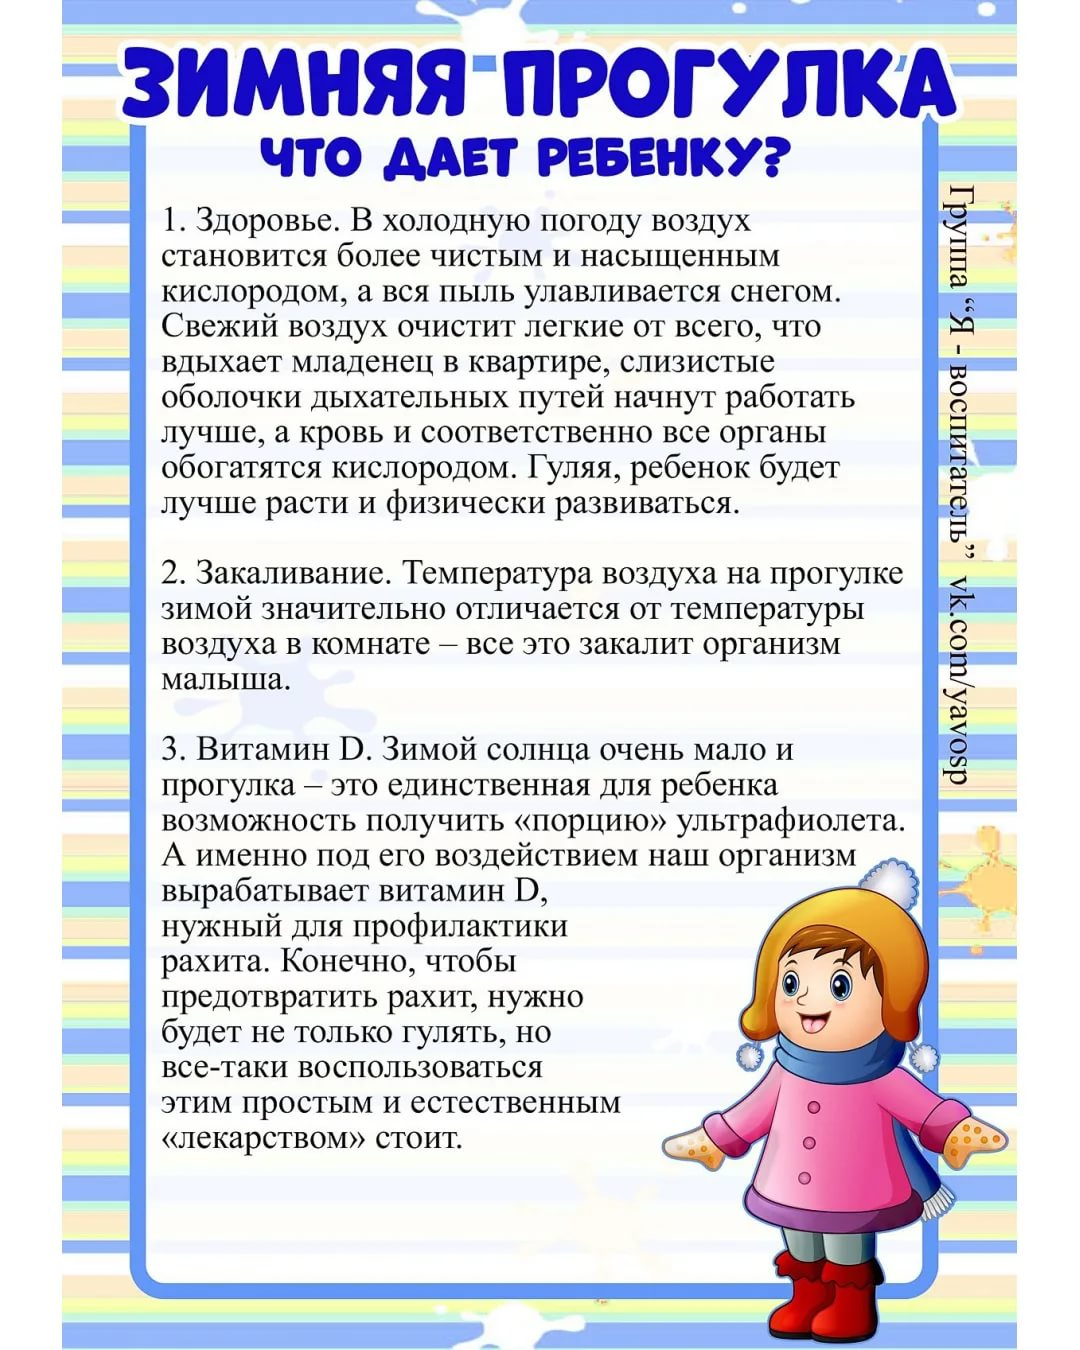 ЗИМНЯЯ ПРОГУЛКА
ЧТО ДАЕТ РЕБЕНКУ?
1. Здоровье. В холодную погоду воздух
становится более чистым и насыщенным
кислородом, а вся пыль улавливается снегом.
Свежий воздух очистит легкие от всего, что
вдыхает младенец в квартире, слизистые
оболочки дыхательных путей начнут работать
лучше, а кровь и соответственно все органы
обогатятся кислородом. Гуляя, ребенок будет
лучше расти и физически развиваться.
2. Закаливание. Температура воздуха на прогулке
зимой значительно отличается от температуры
воздуха в комнате – все это закалит организм
малыша.
3. Витамин D. Зимой солнца очень мало и
прогулка – это единственная для ребенка
возможность получить «порцию» ультрафиолета.
А именно под его воздействием наш организм
вырабатывает витамин D,
нужный для профилактики
рахита. Конечно, чтобы
предотвратить рахит, нужно
будет не только гулять, но
все-таки воспользоваться
этим простым и естественным
«лекарством» стоит.
Группа “Я - воспитатель” vk.com/yavosp